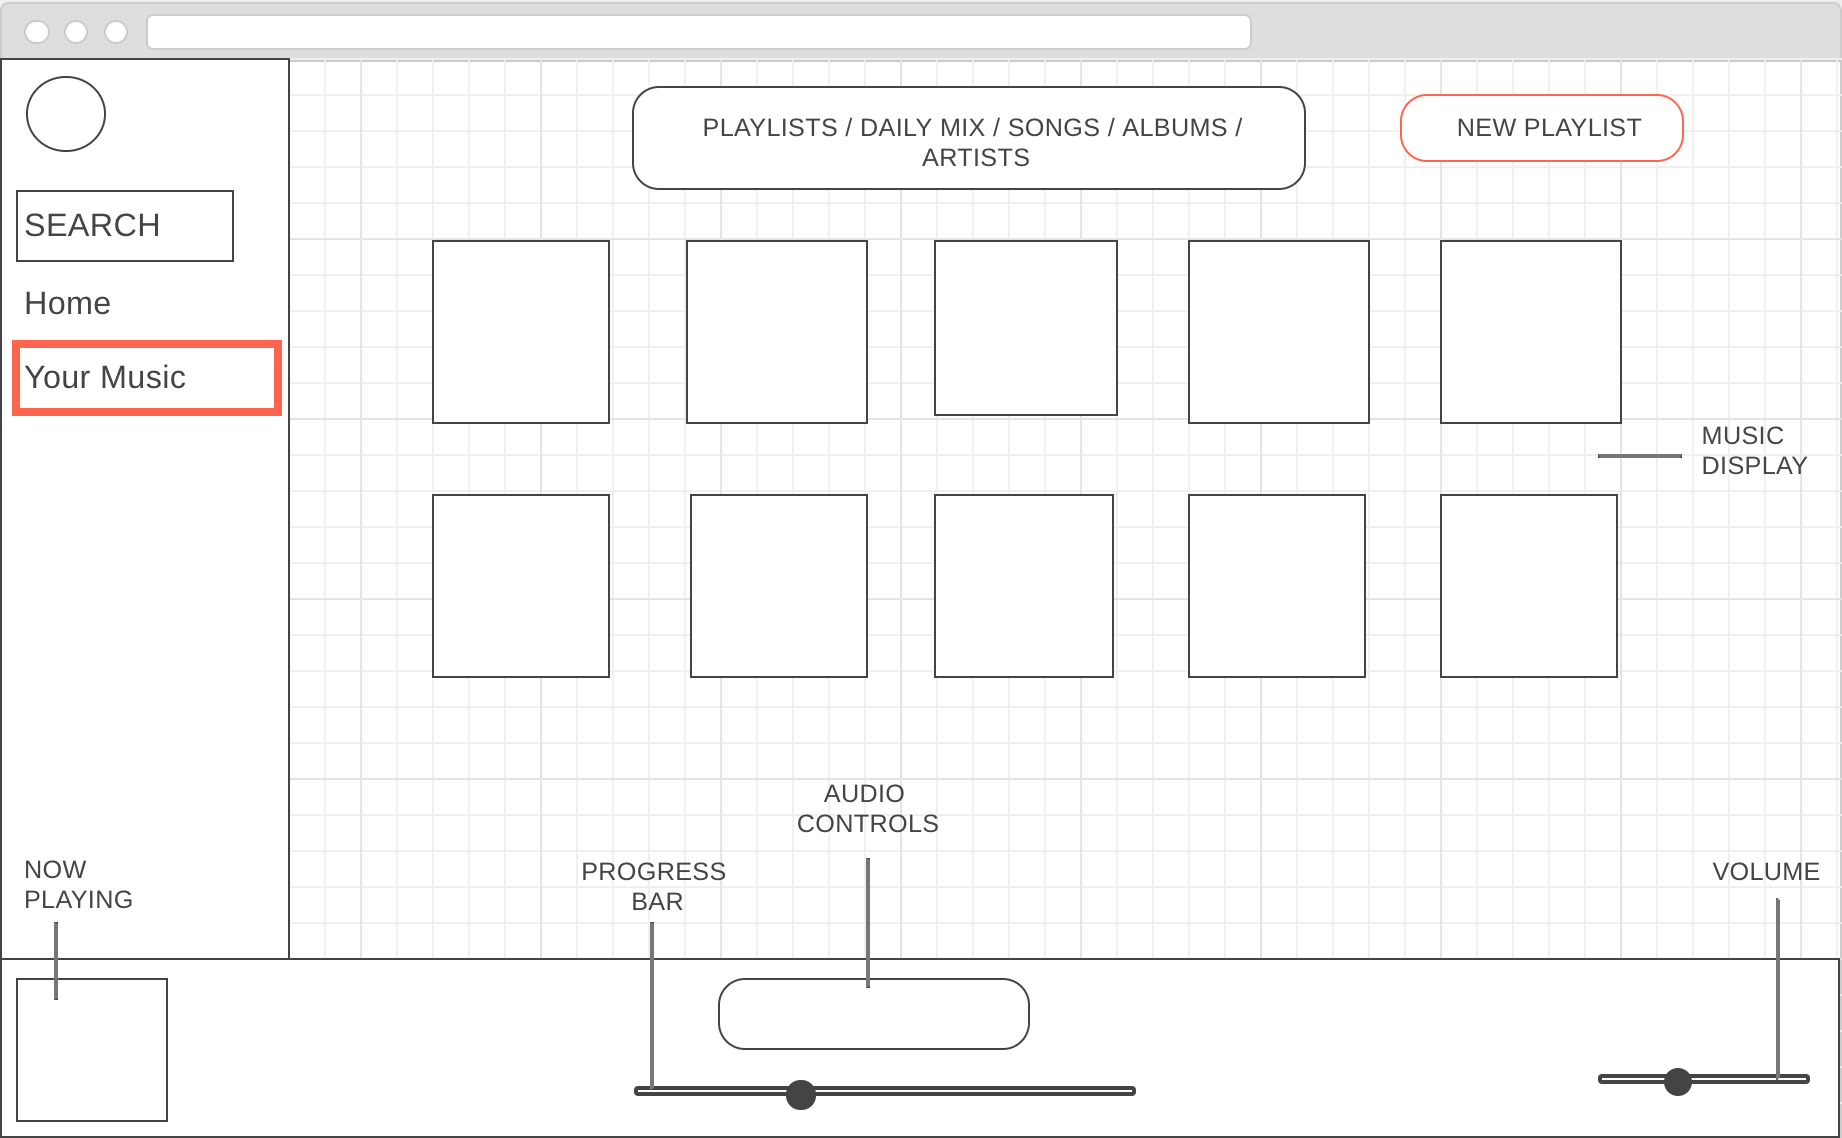 PLAYLISTS / DAILY MIX / SONGS / ALBUMS /
ARTISTS
NEW PLAYLIST
SEARCH
Home
Your Music
MUSIC
DISPLAY
AUDIO
CONTROLS
NOW
PLAYING
PROGRESS
BAR
VOLUME